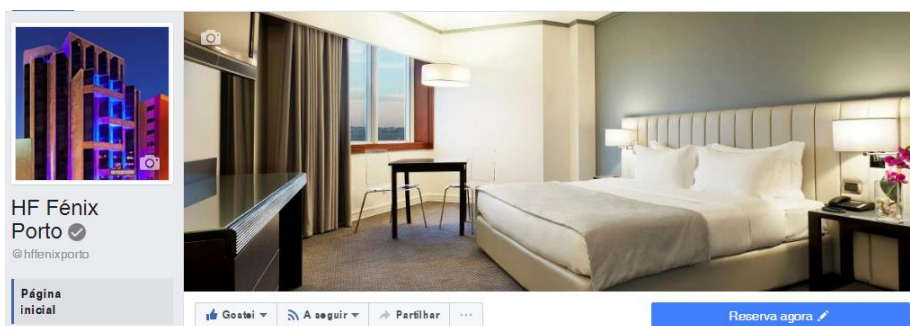 HF Fénix
Porto
@hffenixporto
Página
inicial
Gostei
A seguir
Partilhar
Reserva agora